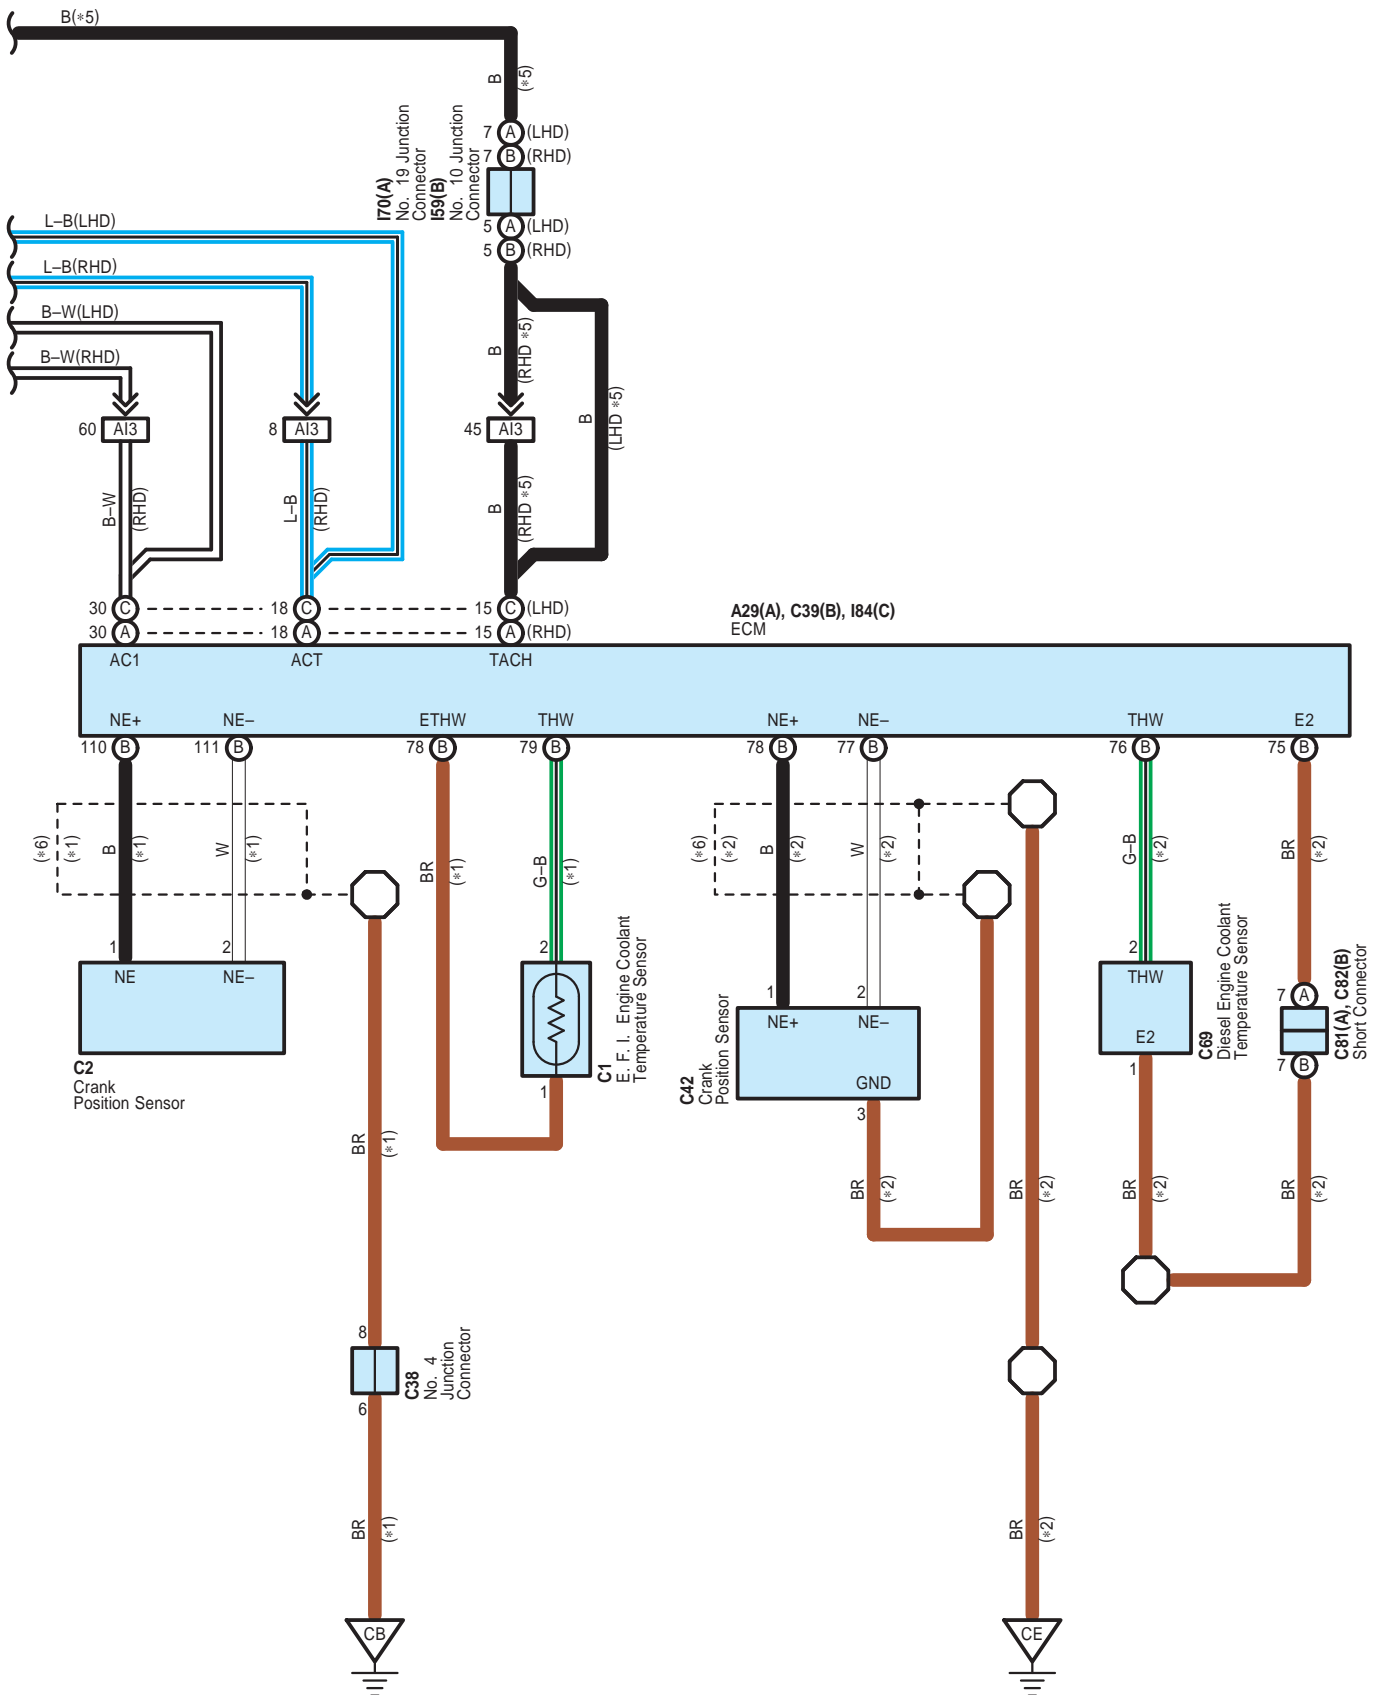 B(∗5)
B
(∗5)
7 A (LHD)
7 B (RHD)
I70(A)
No. 19 Junction
Connector
I59(B)
No. 10 Junction
Connector
5 A (LHD)
5 B (RHD)
L–B(LHD)
L–B(RHD)
B–W(LHD)
B–W(RHD)
B
(RHD ∗5)
B
(LHD ∗5)
60 AI3
8 AI3
45 AI3
B–W
(RHD)
L–B
(RHD)
B
(RHD ∗5)
30 C 18 C 15 C (LHD)
30 A 18 A 15 A (RHD)
A29(A), C39(B), I84(C)
ECM
AC1 ACT TACH
NE+ NE– ETHW THW NE+ NE– THW E2
110 B 111 B 78 B 79 B 78 B 77 B 76 B 75 B
(∗6)
(∗1)
B
(∗1)
W
(∗1)
BR
(∗1)
G–B
(∗1)
(∗6)
(∗2)
B
(∗2)
W
(∗2)
G–B
(∗2)
BR
(∗2)
1 2
NE NE–
C2
Crank
Position Sensor
2
1
C1
E. F. I. Engine Coolant
Temperature Sensor
1 2
NE+ NE–
GND
3
C42
Crank
Position Sensor
2
THW
E2
1
C69
Diesel Engine Coolant
Temperature Sensor
7 A
7 B
C81(A), C82(B)
Short Connector
BR
(∗1)
BR
(∗2)
BR
(∗2)
BR
(∗2)
BR
(∗2)
8
6
C38
No. 4
Junction
Connector
BR
(∗1)
BR
(∗2)
CB
CE